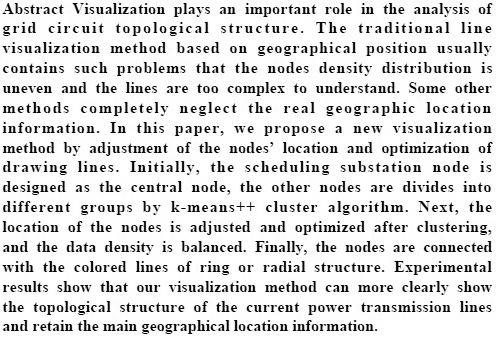 Abstract Visualization plays an important role in the analysis of
grid circuit topological structure. The traditional line
visualization method based on geographical position usually
contains such problems that the nodes density distribution is
uneven and the lines are too complex to understand. Some other
methods completely neglect the real geographic location
information. In this paper, we propose a new visualization
method by adjustment of the nodes’ location and optimization of
drawing lines. Initially, the scheduling substation node is
designed as the central node, the other nodes are divides into
different groups by k-means++ cluster algorithm. Next, the
location of the nodes is adjusted and optimized after clustering,
and the data density is balanced. Finally, the nodes are connected
with the colored lines of ring or radial structure. Experimental
results show that our visualization method can more clearly show
the topological structure of the current power transmission lines
and retain the main geographical location information.